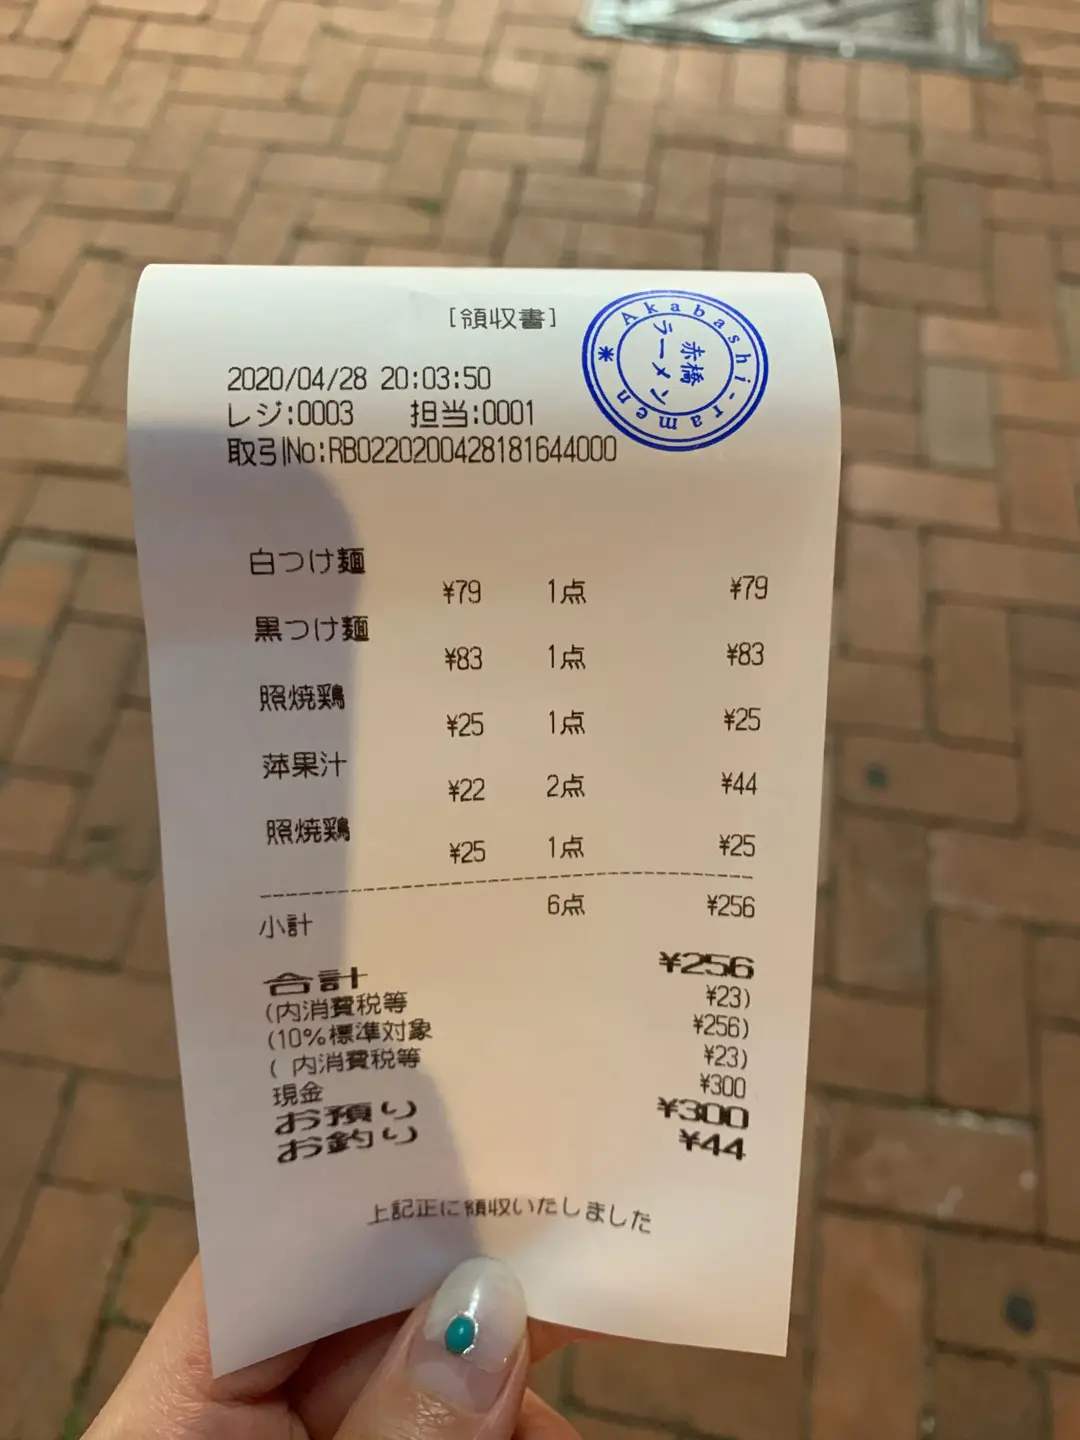 [領収書]
Akabashi-ramen
赤橋
ラーメン
2020/04/28 20:03:50
レジ:0003 担当:0001
取引No:RB0220200428181644000
白つけ麺
¥79 1点 ¥79
黒つけ麺
¥83 1点 ¥83
照焼鶏
¥25 1点 ¥25
苹果汁
¥22 2点 ¥44
照焼鶏
¥25 1点 ¥25
小計 6点 ¥256
合計 ¥256
(内消費税等 ¥23)
(10%標準対象 ¥256)
( 内消費税等 ¥23)
現金 ¥300
お預り ¥300
お釣り ¥44
上記正に領収いたしました